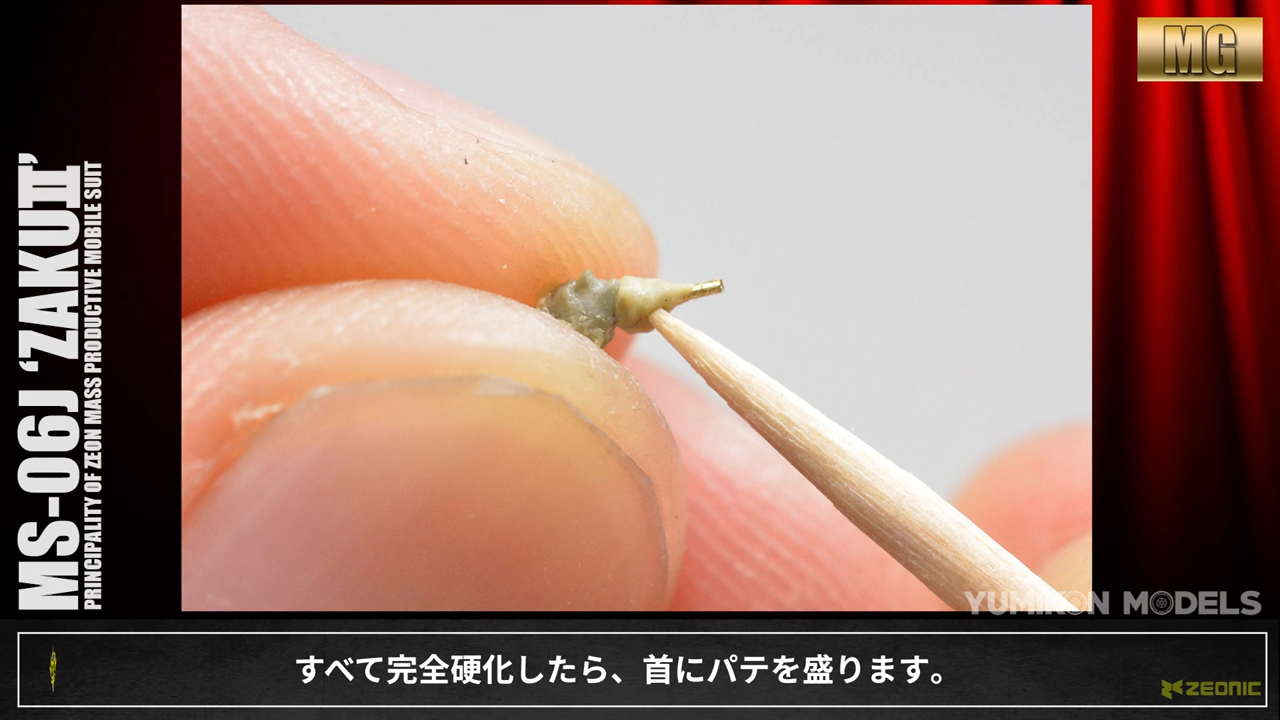 MG
MS-06J ‘ZAKUⅡ’
PRINCIPALITY OF ZEON MASS PRODUCTIVE MOBILE SUIT
YUMIKON MODELS
すべて完全硬化したら、首にパテを盛ります。
ZEONIC